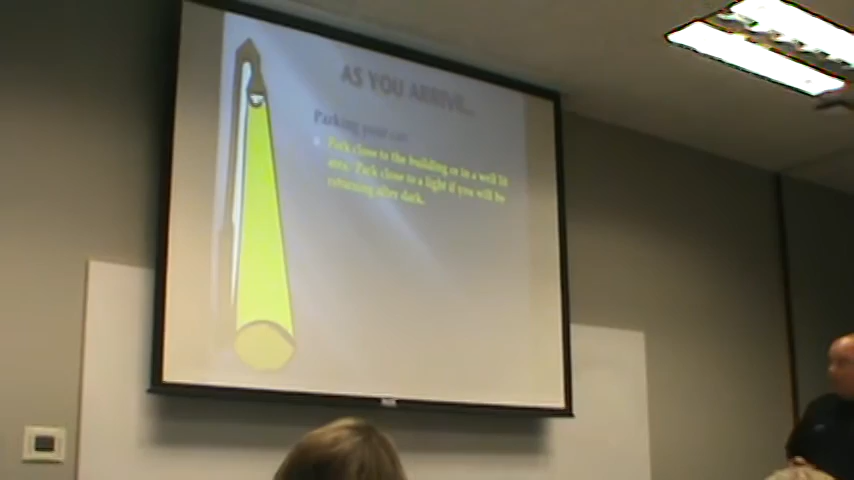 AS YOU ARRIVE...
Parking your car
Park close to the building or in a well lit
area. Park close to a light if you will be
returning after dark.